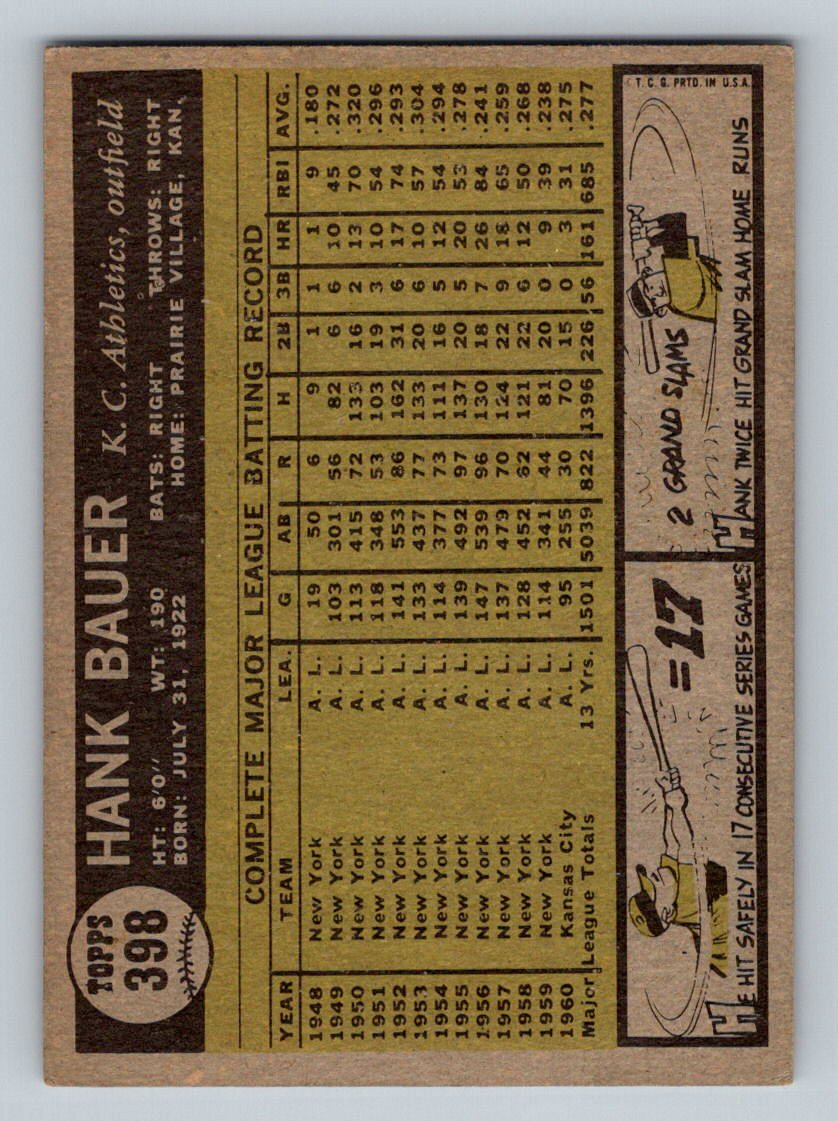 TOPPS
398
HANK BAUER K. C. Athletics, outfield
HT: 6'0" WT: 190 BATS: RIGHT THROWS: RIGHT
BORN: JULY 31, 1922 HOME: PRAIRIE VILLAGE, KAN.
COMPLETE MAJOR LEAGUE BATTING RECORD
YEAR TEAM LEA. G AB R H 2B 3B HR RBI AVG.
1948 New York A. L. 19 50 6 9 1 1 1 9 .180
1949 New York A. L. 103 301 56 82 6 6 10 45 .272
1950 New York A. L. 113 415 72 133 16 2 13 70 .320
1951 New York A. L. 118 348 53 103 19 3 10 54 .296
1952 New York A. L. 141 553 86 162 31 6 17 74 .293
1953 New York A. L. 133 437 77 133 20 6 10 57 .304
1954 New York A. L. 114 377 73 111 16 5 12 54 .294
1955 New York A. L. 139 492 97 137 20 5 20 53 .278
1956 New York A. L. 147 539 96 130 18 7 26 84 .241
1957 New York A. L. 137 479 70 124 22 9 18 65 .259
1958 New York A. L. 128 452 62 121 22 6 12 50 .268
1959 New York A. L. 114 341 44 81 20 0 9 39 .238
1960 Kansas City A. L. 95 255 30 70 15 0 3 31 .275
Major League Totals 13 Yrs. 1501 5039 822 1396 226 56 161 685 .277
=17
HE HIT SAFELY IN 17 CONSECUTIVE SERIES GAMES
T. C. G. PRTD. IN U.S.A.
2 GRAND SLAMS
HANK TWICE HIT GRAND SLAM HOME RUNS